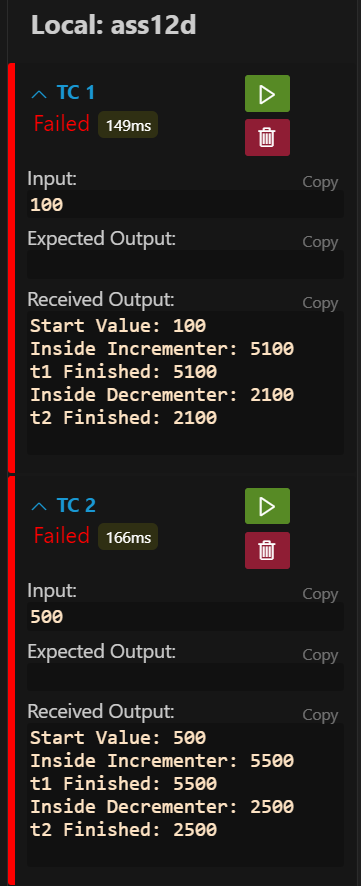 Local: ass12d
TC 1
Failed 149ms
Input:
Copy
100
Expected Output:
Copy
Received Output:
Copy
Start Value: 100
Inside Incrementer: 5100
t1 Finished: 5100
Inside Decrementer: 2100
t2 Finished: 2100
TC 2
Failed 166ms
Input:
Copy
500
Expected Output:
Copy
Received Output:
Copy
Start Value: 500
Inside Incrementer: 5500
t1 Finished: 5500
Inside Decrementer: 2500
t2 Finished: 2500